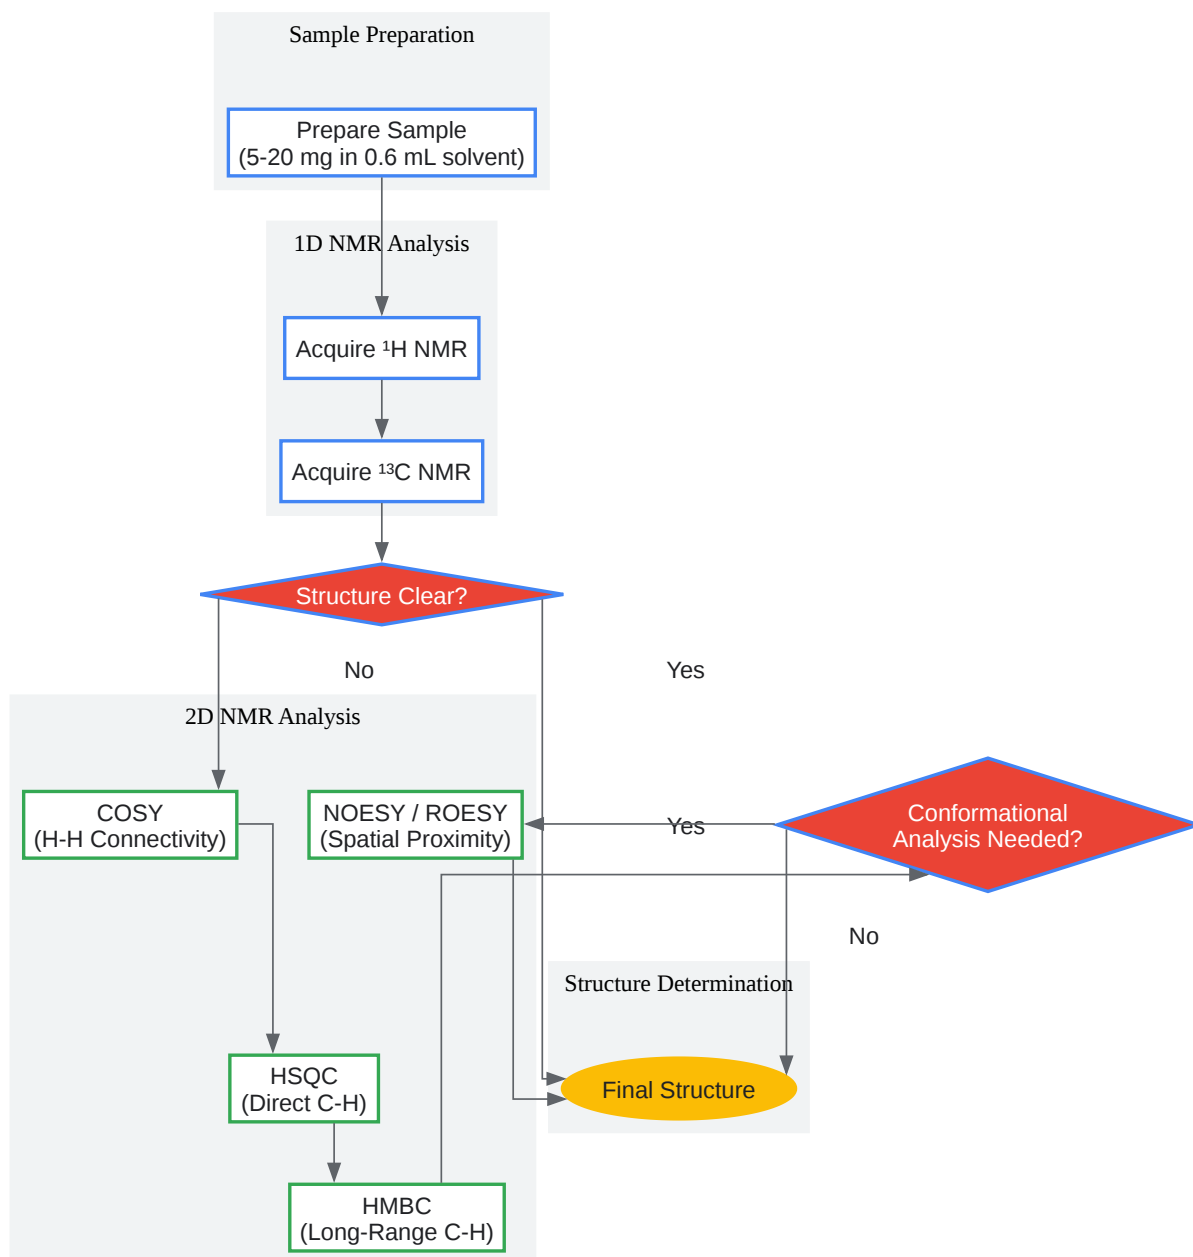 Sample Preparation
Prepare Sample
(5-20 mg in 0.6 mL solvent)
1D NMR Analysis
Acquire ¹H NMR
Acquire ¹³C NMR
Structure Clear?
No
Yes
2D NMR Analysis
COSY
(H-H Connectivity)
NOESY / ROESY
(Spatial Proximity)
Yes
Conformational
Analysis Needed?
No
Structure Determination
HSQC
(Direct C-H)
Final Structure
HMBC
(Long-Range C-H)